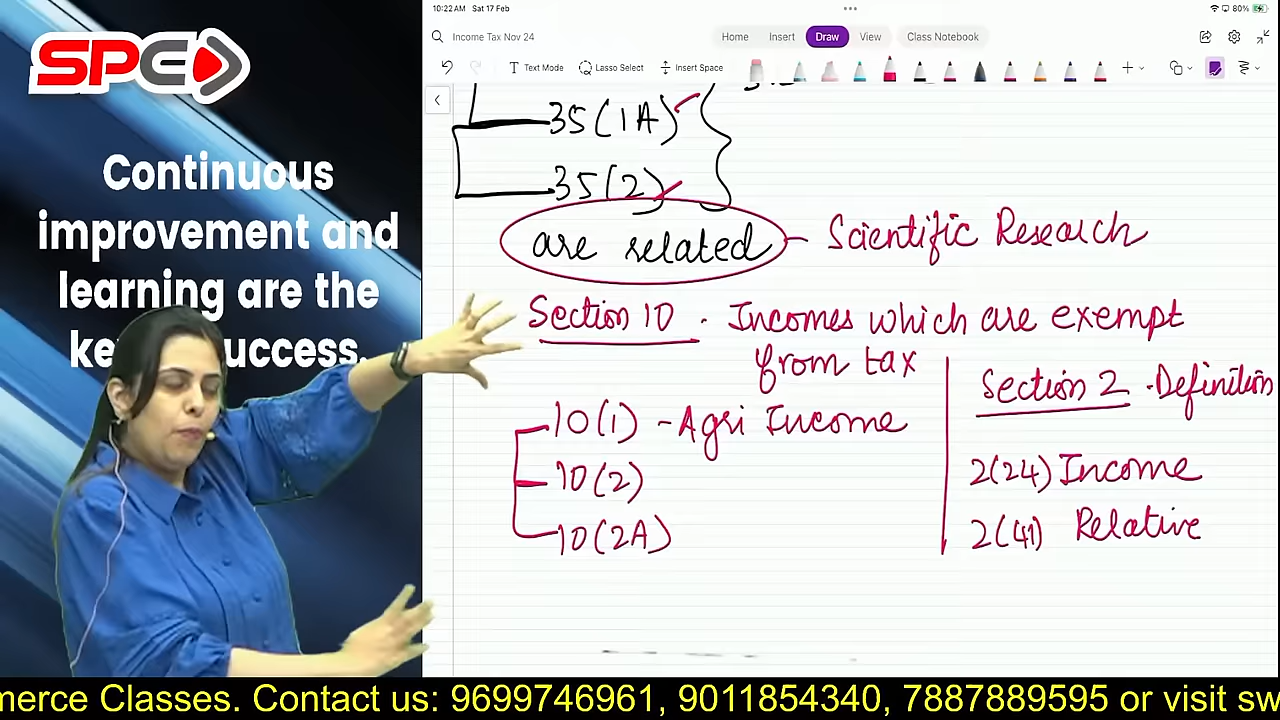 10:22 AM Sat 17 Feb
80%
Income Tax Nov 24
Home Insert Draw View Class Notebook
Text Mode Lasso Select Insert Space
SPC
Continuous
improvement and
learning are the
success.
35(1A)
35(2)
are related - Scientific Research
Section 10 . Incomes which are exempt
from tax
10(1) - Agri Income
10(2)
10(2A)
Section 2 . Definition
2(24) Income
2(41) Relative
merce Classes. Contact us: 9699746961, 9011854340, 7887889595 or visit sw